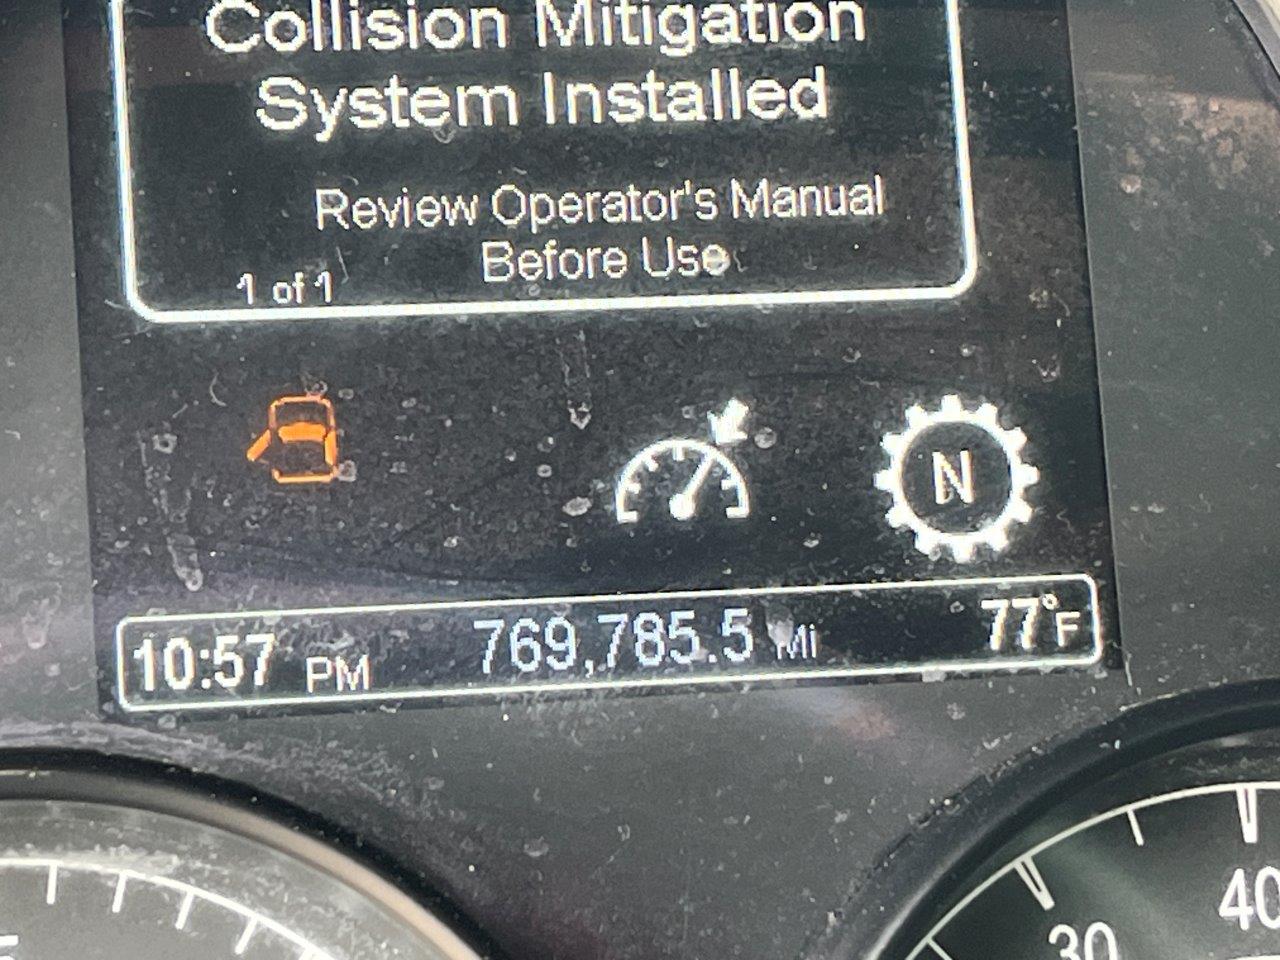 Collision Mitigation
System Installed
Review Operator's Manual
Before Use
1 of 1
N
10:57 PM 769,785.5 Mi 77°F
30
40